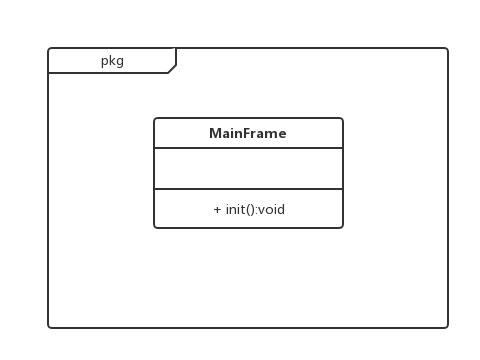 pkg
MainFrame
+ init():void